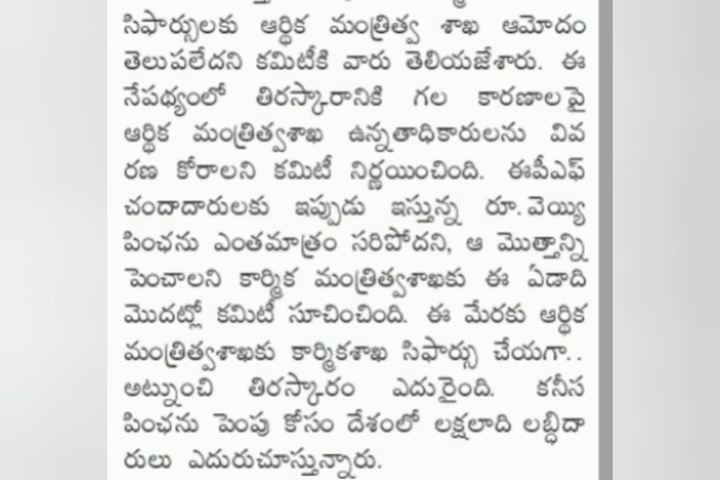 సిఫార్సులకు ఆర్థిక మంత్రిత్వ శాఖ ఆమోదం
తెలుపలేదని కమిటీకి వారు తెలియజేశారు. ఈ
నేపథ్యంలో తిరస్కారానికి గల కారణాలపై
ఆర్థిక మంత్రిత్వశాఖ ఉన్నతాధికారులను వివ
రణ కోరాలని కమిటీ నిర్ణయించింది. ఈపీఎఫ్
చందాదారులకు ఇప్పుడు ఇస్తున్న రూ.వెయ్యి
పింఛను ఎంతమాత్రం సరిపోదని, ఆ మొత్తాన్ని
పెంచాలని కార్మిక మంత్రిత్వశాఖకు ఈ ఏడాది
మొదట్లో కమిటీ సూచించింది. ఈ మేరకు ఆర్థిక
మంత్రిత్వశాఖకు కార్మికశాఖ సిఫార్సు చేయగా..
అట్నుంచి తిరస్కారం ఎదురైంది. కనీస
పింఛను పెంపు కోసం దేశంలో లక్షలాది లబ్ధిదా
రులు ఎదురుచూస్తున్నారు.